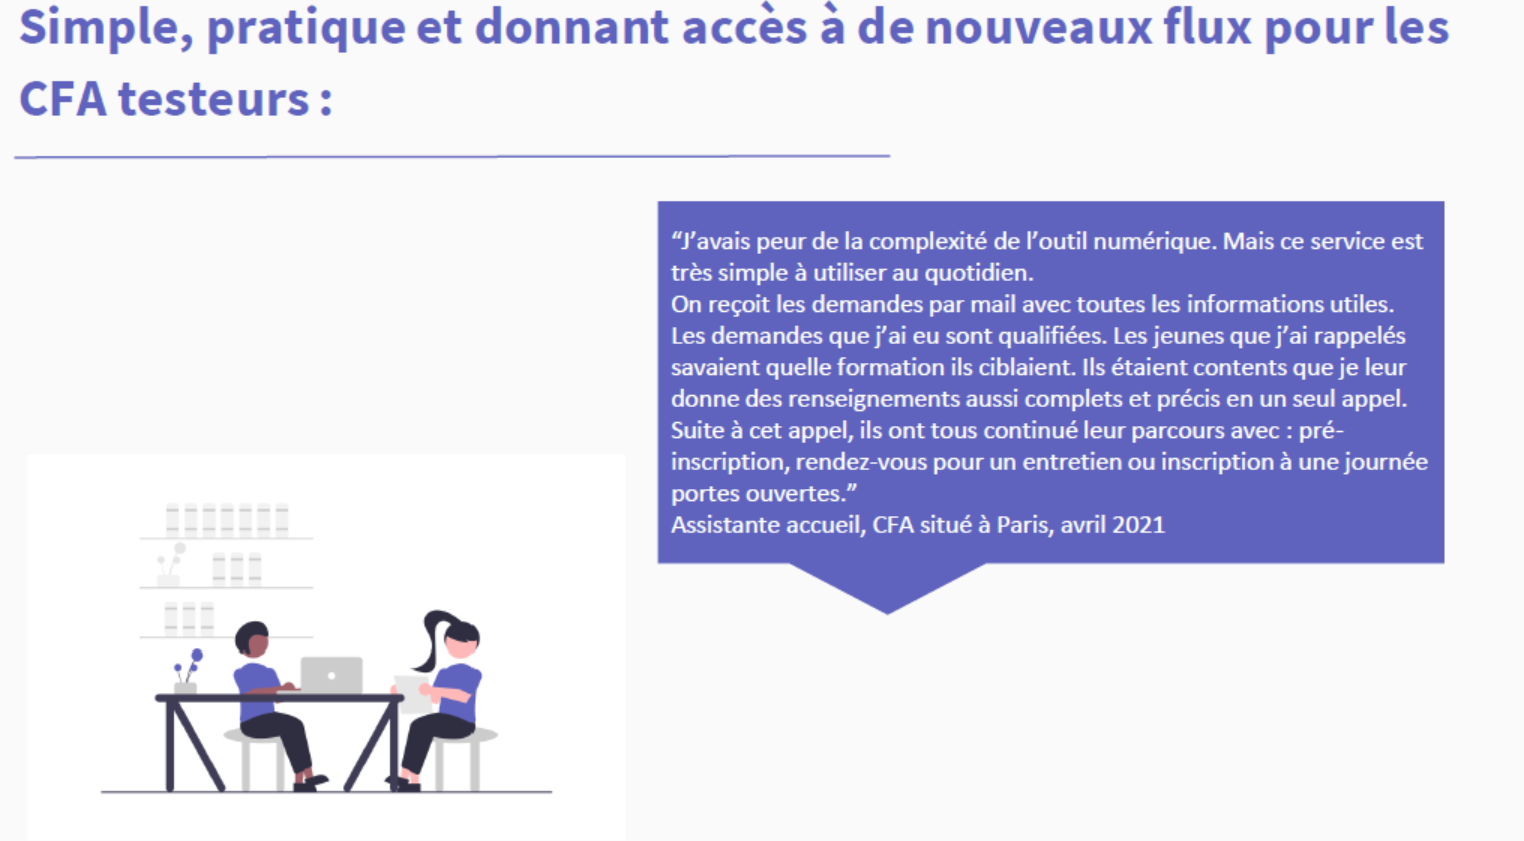 Simple, pratique et donnant accès à de nouveaux flux pour les
CFA testeurs :
“J’avais peur de la complexité de l’outil numérique. Mais ce service est
très simple à utiliser au quotidien.
On reçoit les demandes par mail avec toutes les informations utiles.
Les demandes que j’ai eu sont qualifiées. Les jeunes que j’ai rappelés
savaient quelle formation ils ciblaient. Ils étaient contents que je leur
donne des renseignements aussi complets et précis en un seul appel.
Suite à cet appel, ils ont tous continué leur parcours avec : pré-
inscription, rendez-vous pour un entretien ou inscription à une journée
portes ouvertes.”
Assistante accueil, CFA situé à Paris, avril 2021